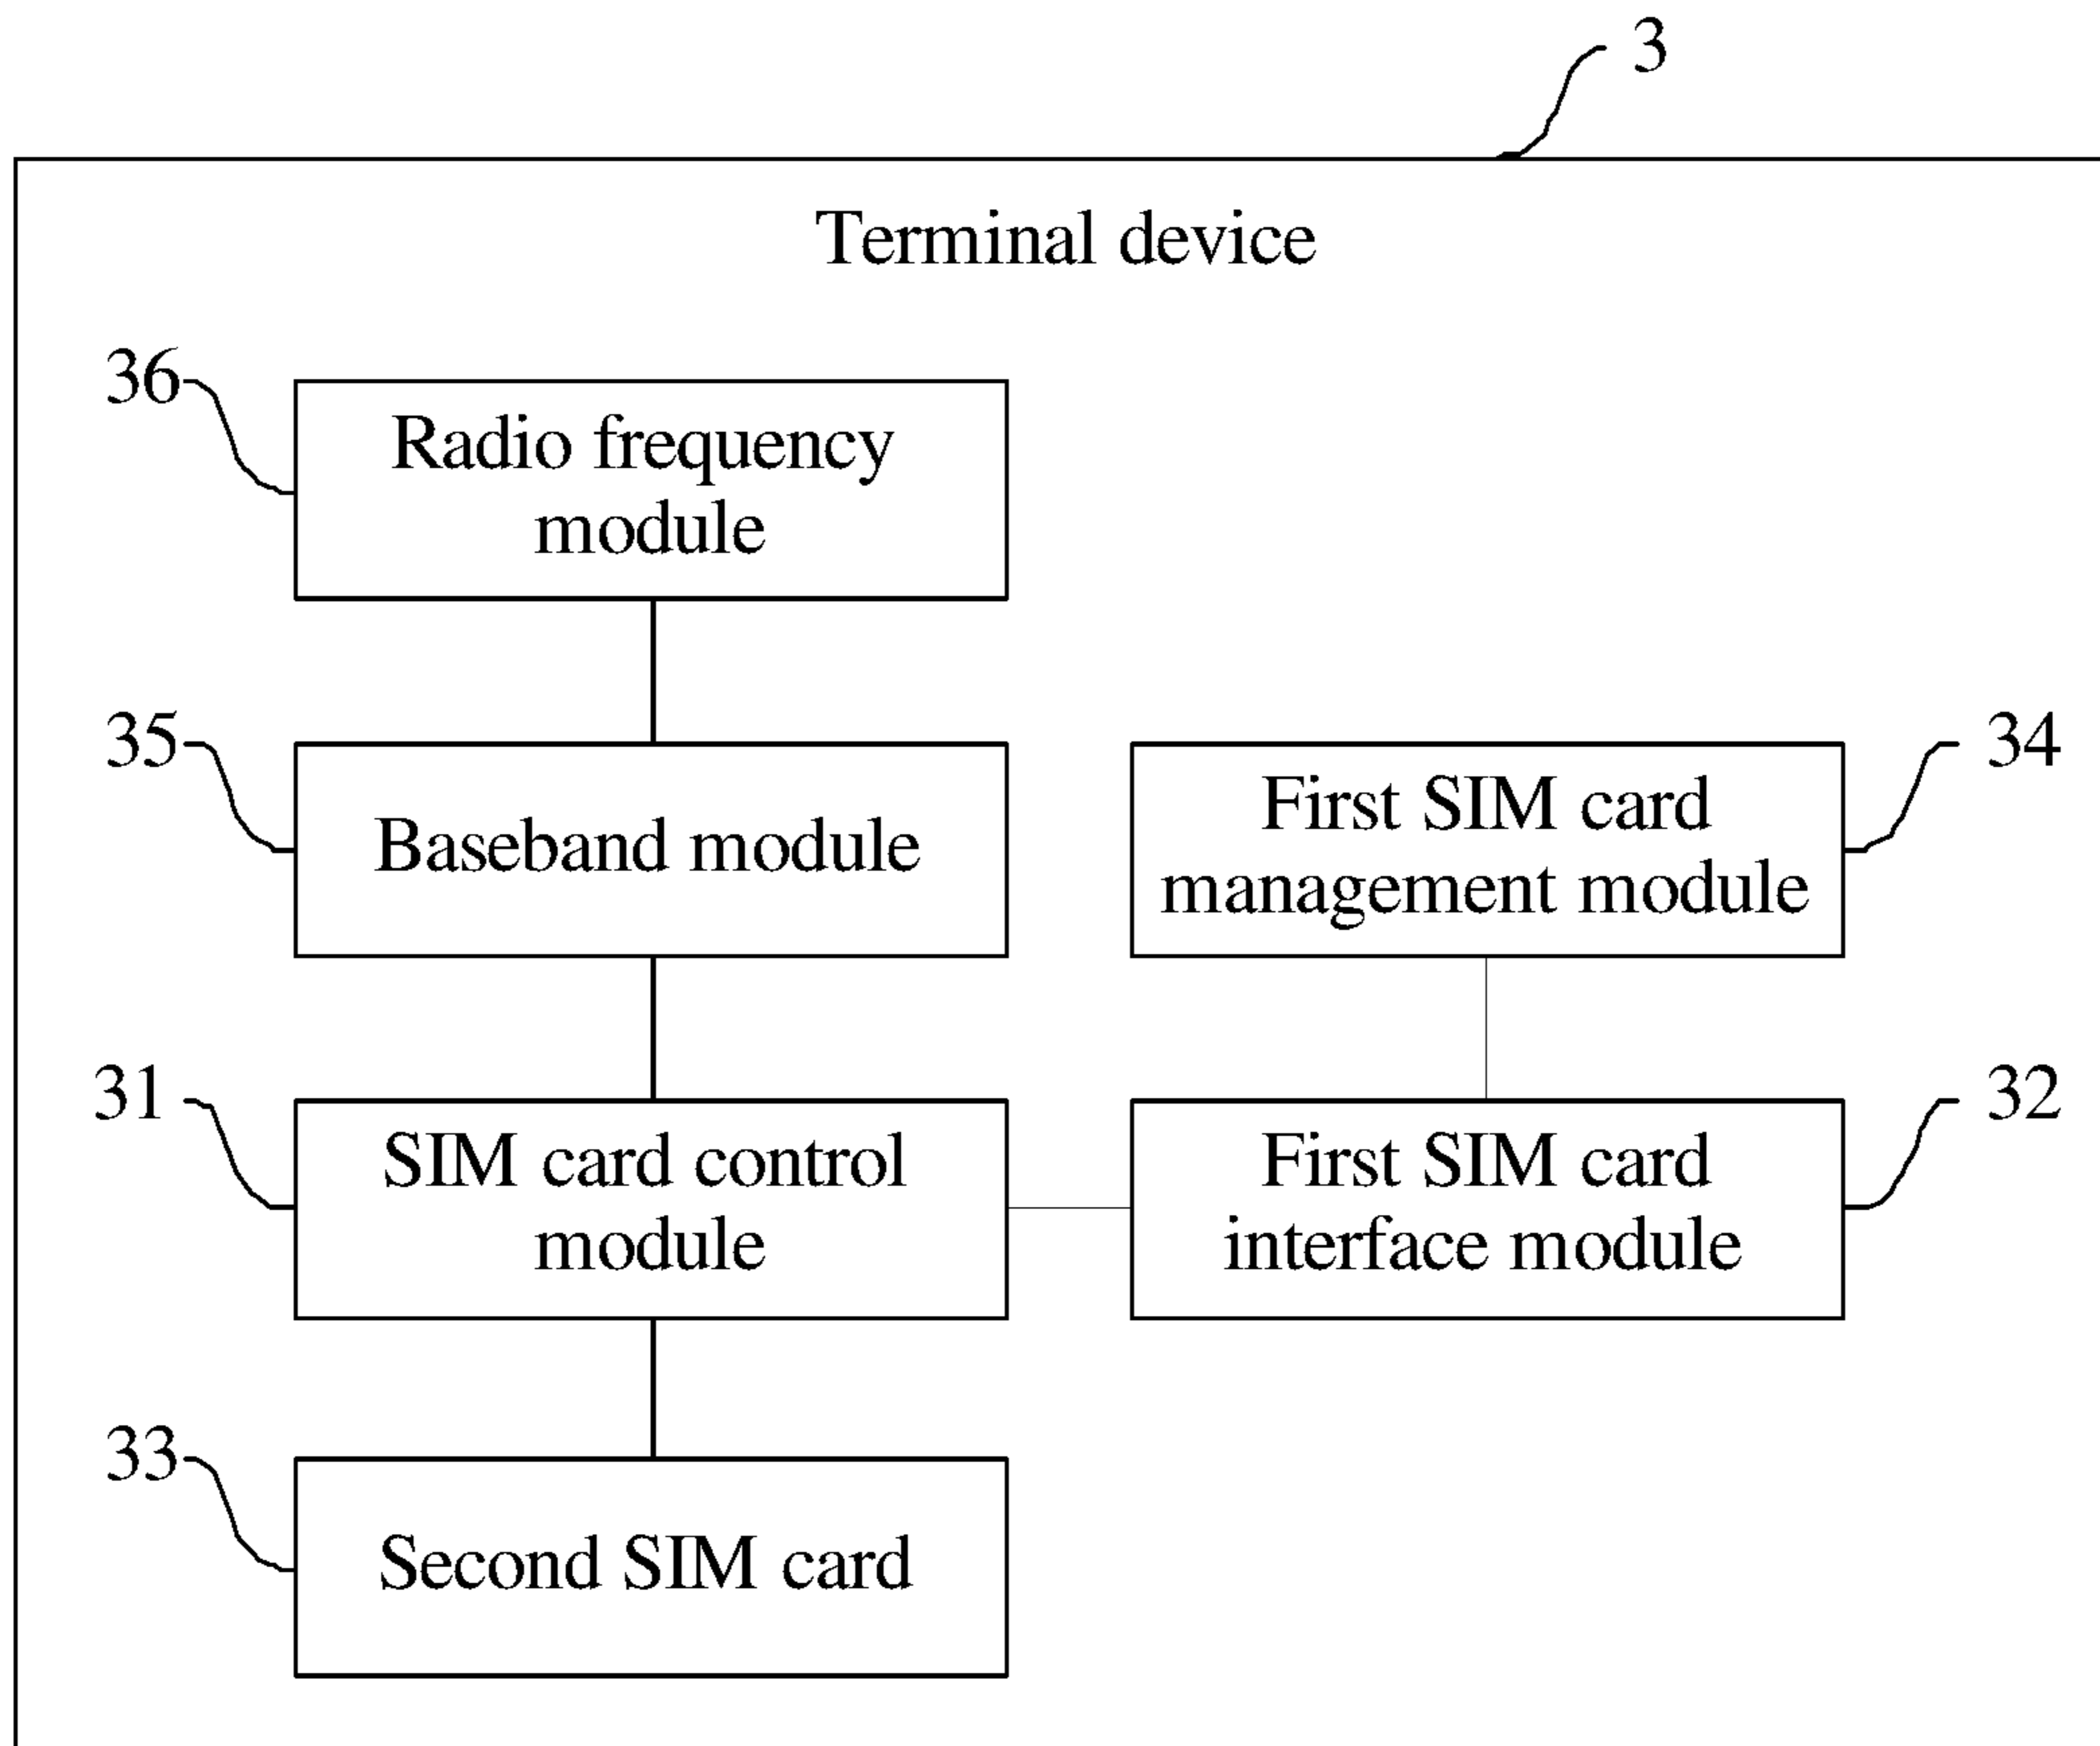 3
Terminal device
36
Radio frequency
module
35
Baseband module
34
First SIM card
management module
31
SIM card control
module
32
First SIM card
interface module
33
Second SIM card